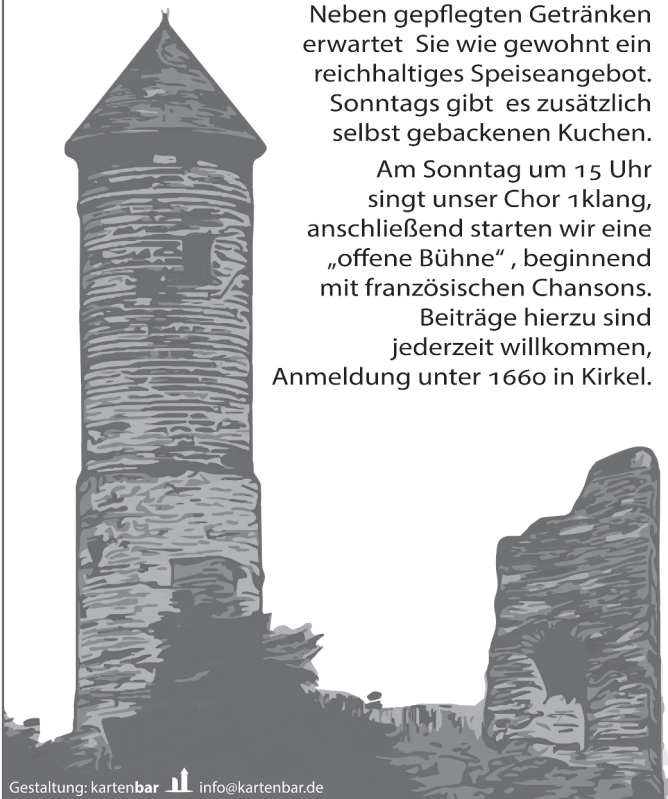 Neben gepflegten Getränken
erwartet Sie wie gewohnt ein
reichhaltiges Speiseangebot.
Sonntags gibt es zusätzlich
selbst gebackenen Kuchen.
Am Sonntag um 15 Uhr
singt unser Chor 1klang,
anschließend starten wir eine
„offene Bühne“ , beginnend
mit französischen Chansons.
Beiträge hierzu sind
jederzeit willkommen,
Anmeldung unter 1660 in Kirkel.
Gestaltung: kartenbar info@kartenbar.de